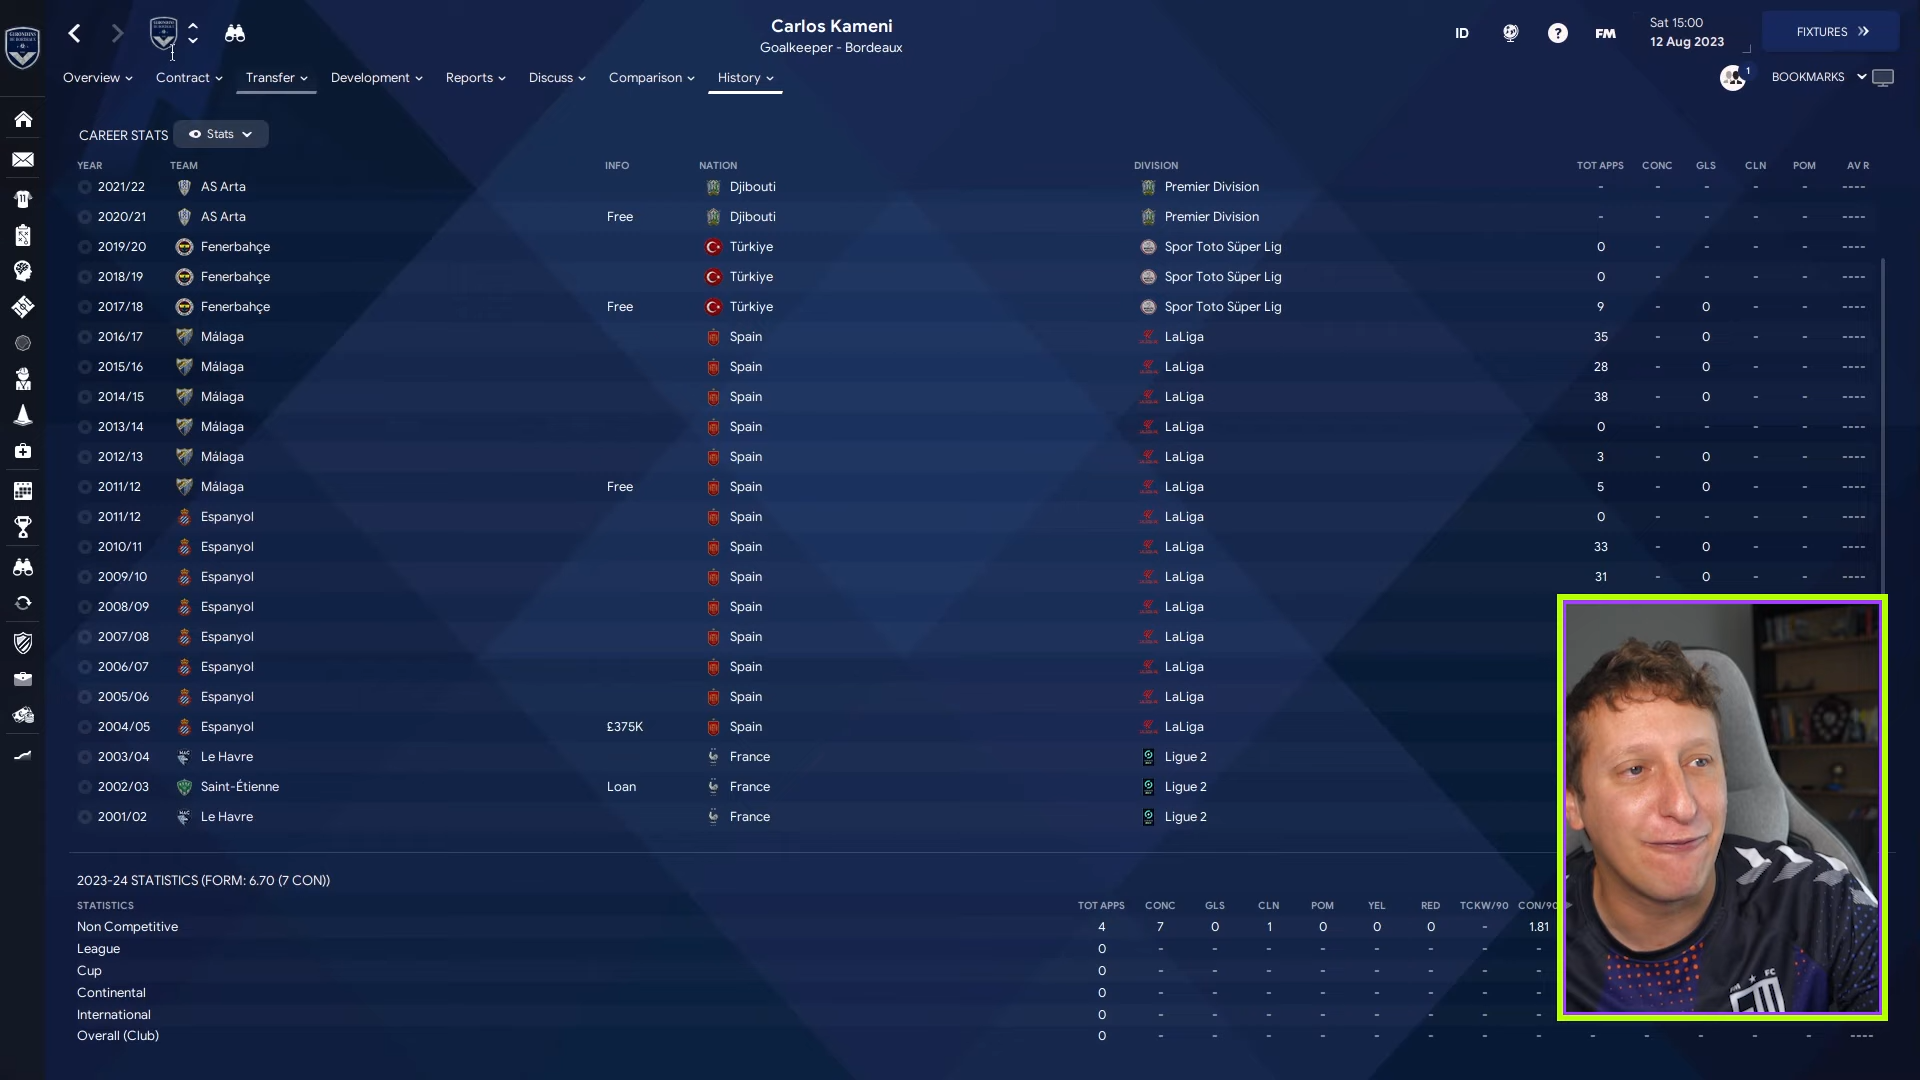 Carlos Kameni
Goalkeeper - Bordeaux
ID
?
FM
Sat 15:00
12 Aug 2023
FIXTURES
Overview Contract Transfer Development Reports Discuss Comparison History
1
BOOKMARKS
CAREER STATS Stats
YEAR TEAM INFO NATION DIVISION TOT APPS CONC GLS CLN POM AV R
2021/22 AS Arta Djibouti Premier Division - - - - - ----
2020/21 AS Arta Free Djibouti Premier Division - - - - - ----
2019/20 Fenerbahçe Türkiye Spor Toto Süper Lig 0 - - - - ----
2018/19 Fenerbahçe Türkiye Spor Toto Süper Lig 0 - - - - ----
2017/18 Fenerbahçe Free Türkiye Spor Toto Süper Lig 9 - 0 - - ----
2016/17 Málaga Spain LaLiga 35 - 0 - - ----
2015/16 Málaga Spain LaLiga 28 - 0 - - ----
2014/15 Málaga Spain LaLiga 38 - 0 - - ----
2013/14 Málaga Spain LaLiga 0 - - - - ----
2012/13 Málaga Spain LaLiga 3 - 0 - - ----
2011/12 Málaga Free Spain LaLiga 5 - 0 - - ----
2011/12 Espanyol Spain LaLiga 0 - - - - ----
2010/11 Espanyol Spain LaLiga 33 - 0 - - ----
2009/10 Espanyol Spain LaLiga 31 - 0 - - ----
2008/09 Espanyol Spain LaLiga
2007/08 Espanyol Spain LaLiga
2006/07 Espanyol Spain LaLiga
2005/06 Espanyol Spain LaLiga
2004/05 Espanyol £375K Spain LaLiga
2003/04 Le Havre France Ligue 2
2002/03 Saint-Étienne Loan France Ligue 2
2001/02 Le Havre France Ligue 2
2023-24 STATISTICS (FORM: 6.70 (7 CON))
STATISTICS TOT APPS CONC GLS CLN POM YEL RED TCKW/90 CON/90
Non Competitive 4 7 0 1 0 0 0 - 1.81
League 0 - - - - - - - -
Cup 0 - - - - - - - -
Continental 0 - - - - - - - -
International 0 - - - - - - - -
Overall (Club) 0 - - - - - - - - - - - - - ----
FC